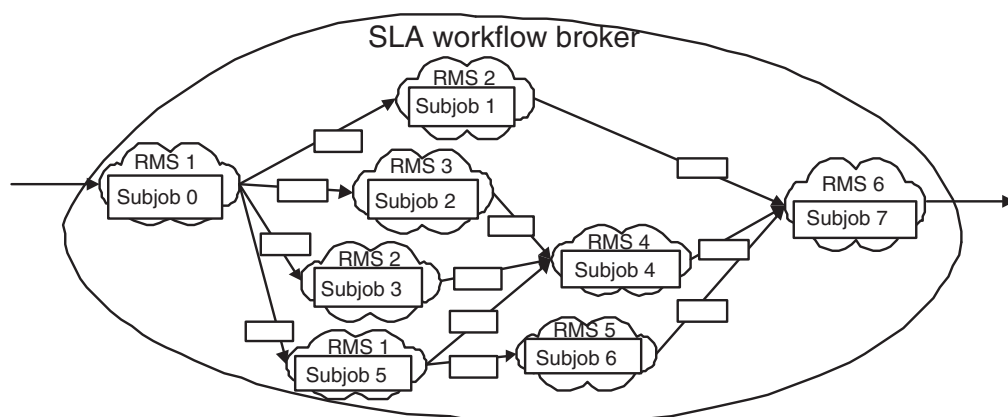 SLA workflow broker
RMS 2
Subjob 1
RMS 1
Subjob 0
RMS 3
Subjob 2
RMS 6
Subjob 7
RMS 2
Subjob 3
RMS 4
Subjob 4
RMS 1
Subjob 5
RMS 5
Subjob 6